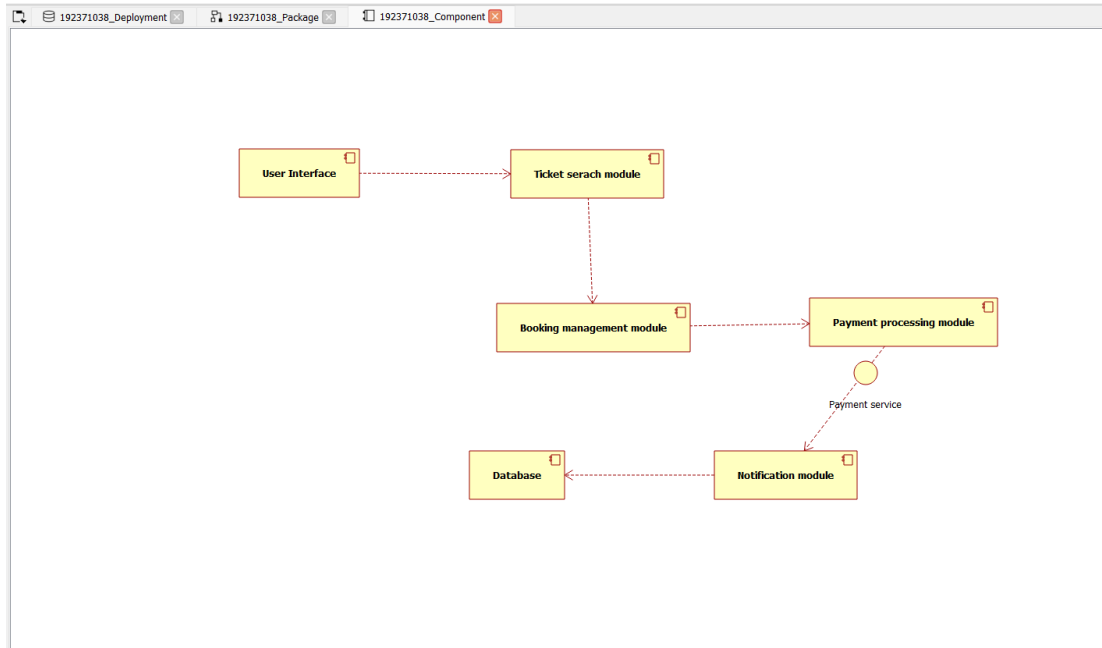 192371038_Deployment
192371038_Package
192371038_Component
User Interface
Ticket serach module
Booking management module
Payment processing module
Payment service
Database
Notification module